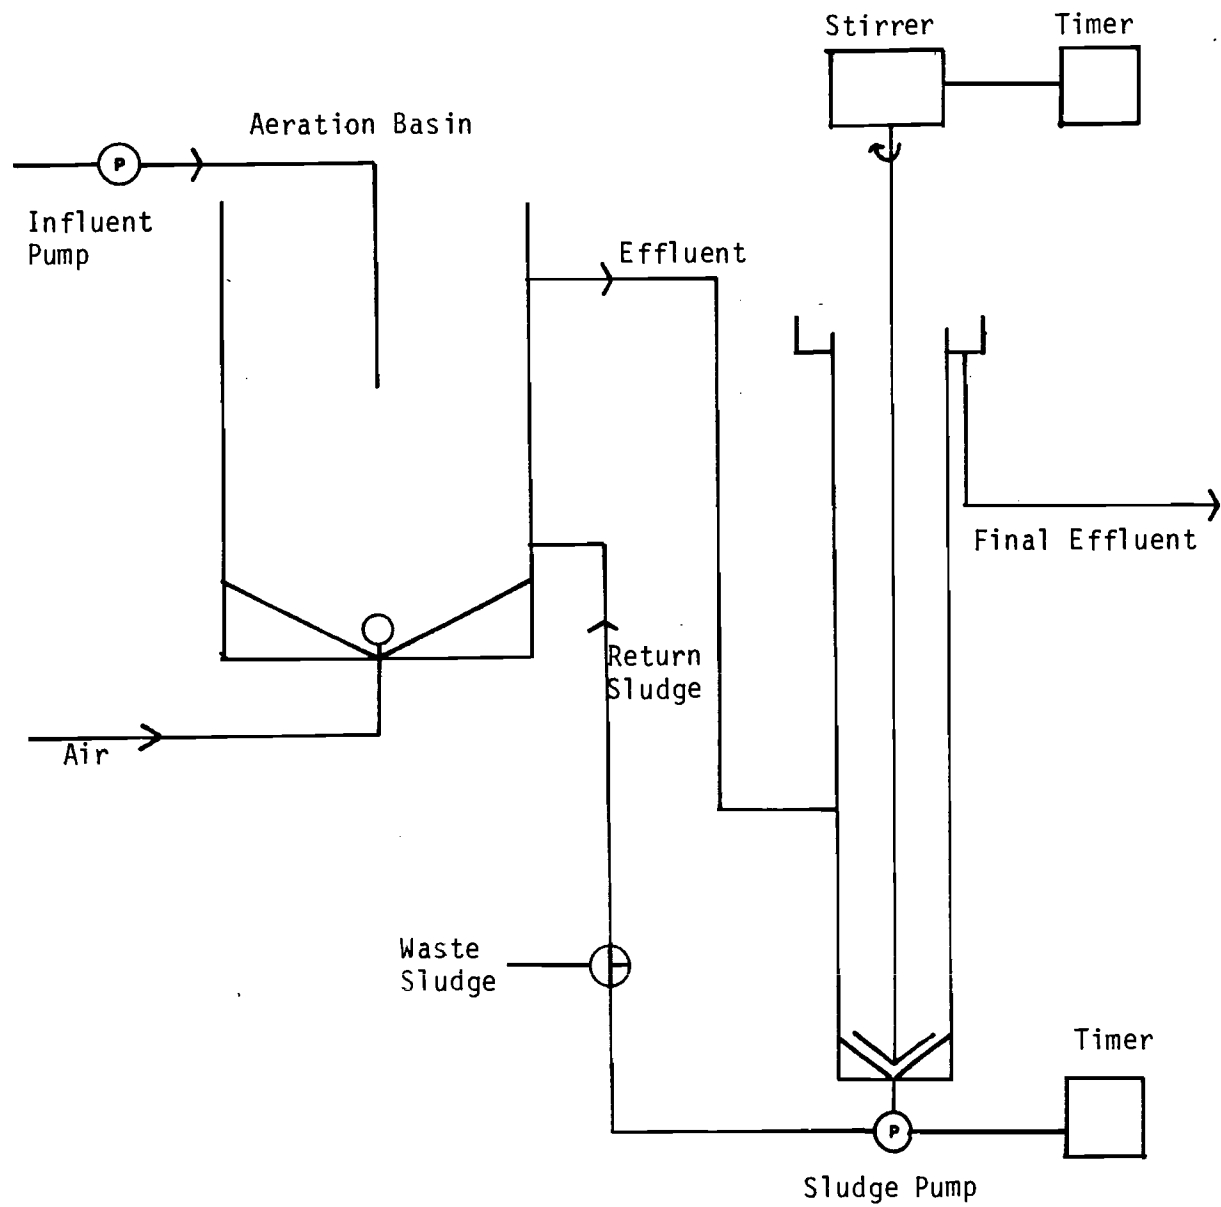 Stirrer
Timer
Aeration Basin
P
Influent
Pump
Effluent
Final Effluent
Return
Sludge
Air
Waste
Sludge
Timer
P
Sludge Pump